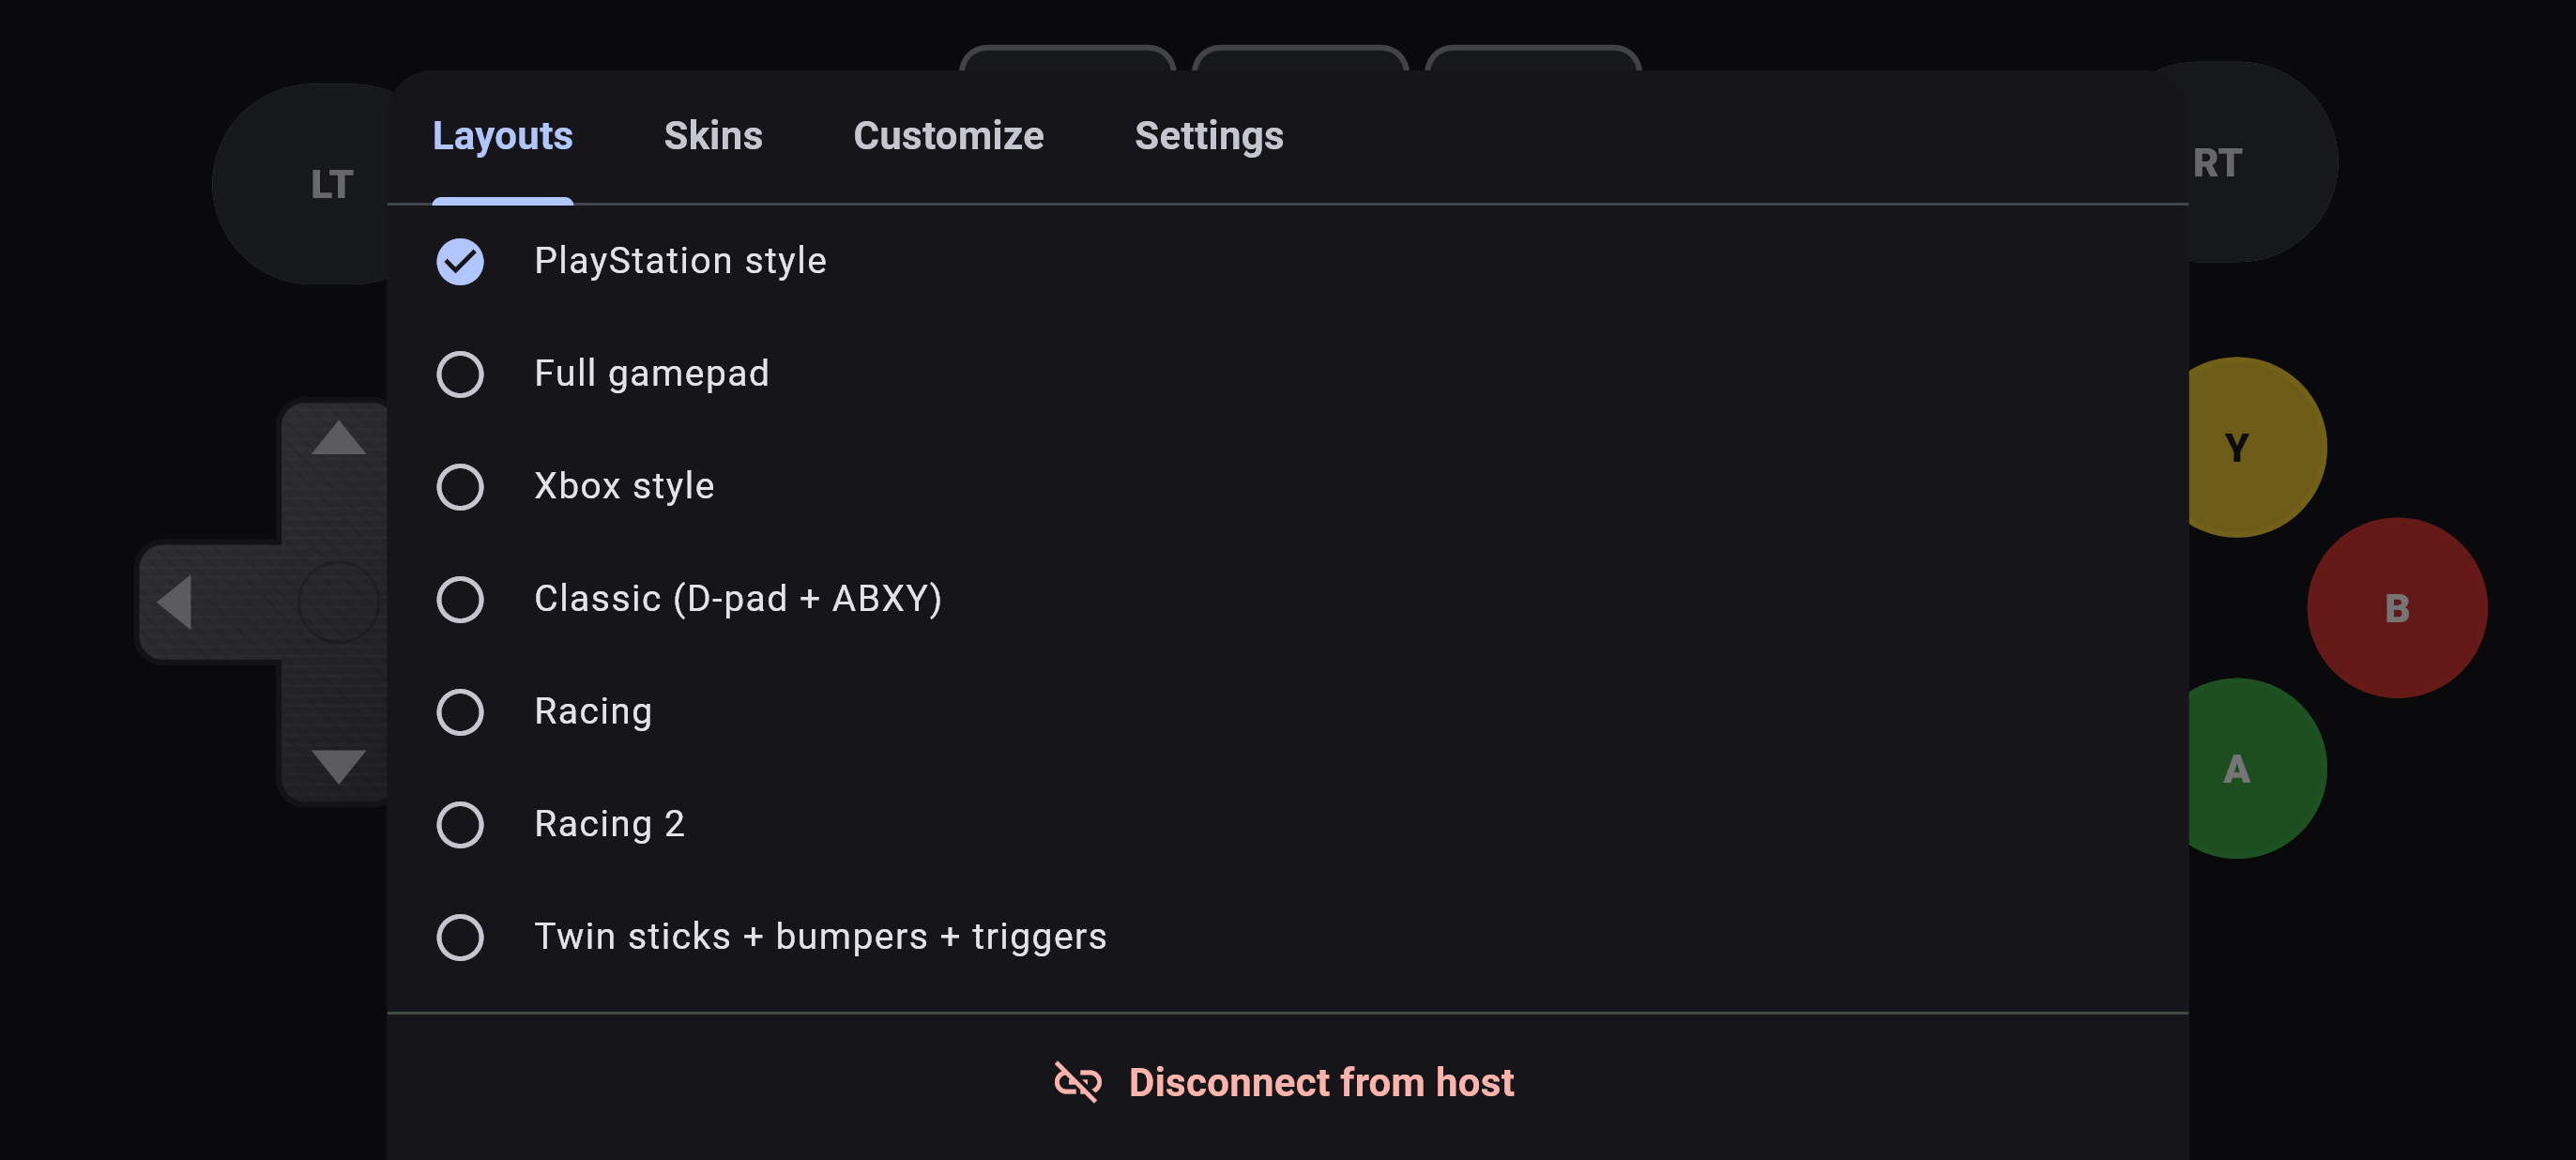 LT
Layouts Skins Customize Settings
RT
PlayStation style
Full gamepad
Xbox style
Classic (D-pad + ABXY)
Racing
Racing 2
Twin sticks + bumpers + triggers
Y
B
A
Disconnect from host